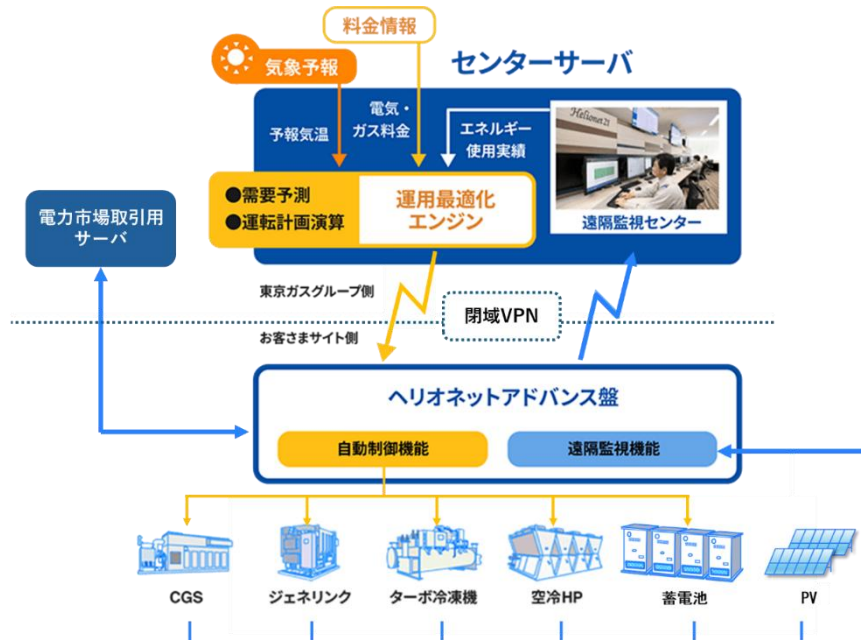 料金情報
気象予報
センターサーバ
予報気温
電気・
ガス料金
エネルギー
使用実績
Helionet 21
●需要予測
●運転計画演算
運用最適化
エンジン
遠隔監視センター
電力市場取引用
サーバ
東京ガスグループ側
閉域VPN
お客さまサイト側
ヘリオネットアドバンス盤
自動制御機能
遠隔監視機能
CGS
ジェネリンク
ターボ冷凍機
空冷HP
蓄電池
PV